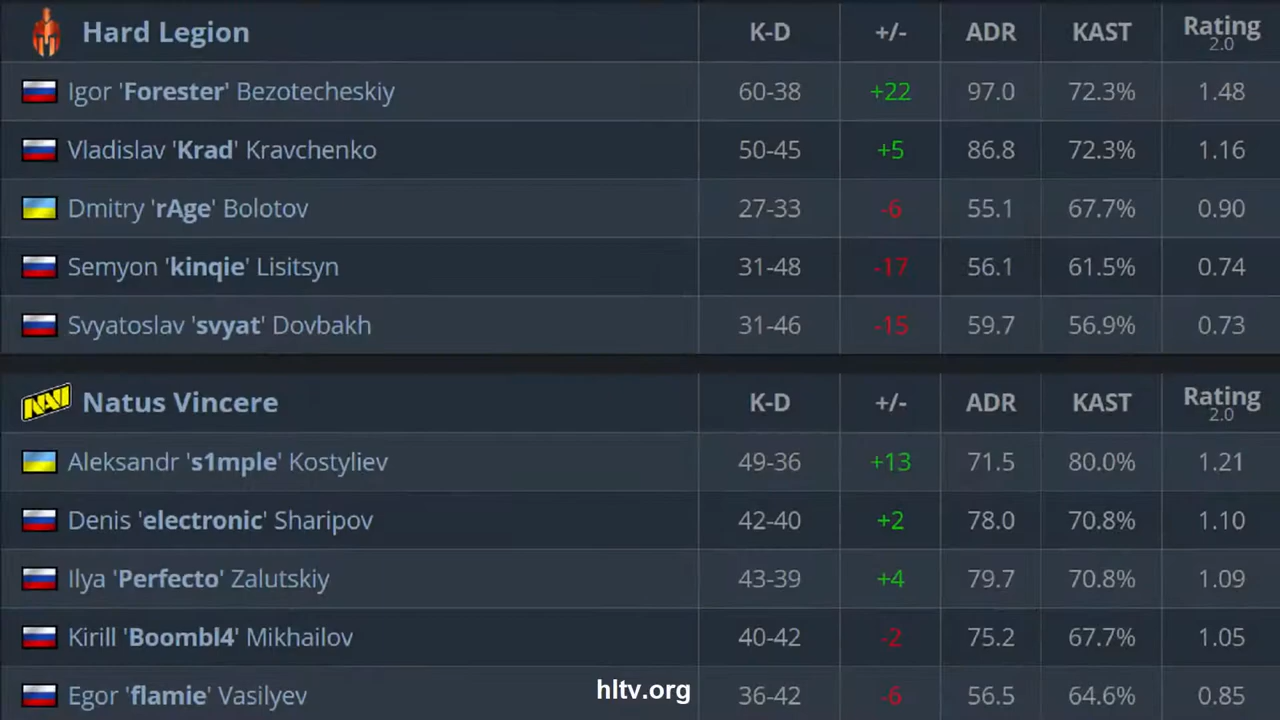 Hard Legion K-D +/- ADR KAST Rating 2.0
Igor 'Forester' Bezotecheskiy 60-38 +22 97.0 72.3% 1.48
Vladislav 'Krad' Kravchenko 50-45 +5 86.8 72.3% 1.16
Dmitry 'rAge' Bolotov 27-33 -6 55.1 67.7% 0.90
Semyon 'kinqie' Lisitsyn 31-48 -17 56.1 61.5% 0.74
Svyatoslav 'svyat' Dovbakh 31-46 -15 59.7 56.9% 0.73
NAVI Natus Vincere K-D +/- ADR KAST Rating 2.0
Aleksandr 's1mple' Kostyliev 49-36 +13 71.5 80.0% 1.21
Denis 'electronic' Sharipov 42-40 +2 78.0 70.8% 1.10
Ilya 'Perfecto' Zalutskiy 43-39 +4 79.7 70.8% 1.09
Kirill 'Boombl4' Mikhailov 40-42 -2 75.2 67.7% 1.05
Egor 'flamie' Vasilyev 36-42 -6 56.5 64.6% 0.85
hltv.org